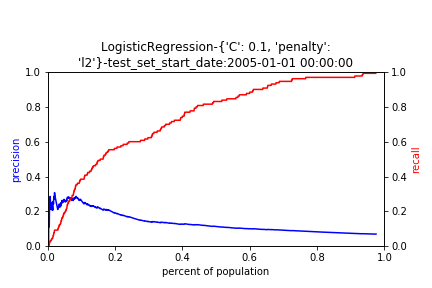 LogisticRegression-{'C': 0.1, 'penalty':
'l2'}-test_set_start_date:2005-01-01 00:00:00
1.0 1.0
0.8 0.8
0.6 0.6
0.4 0.4
0.2 0.2
0.0 0.0
precision
recall
0.0 0.2 0.4 0.6 0.8 1.0
percent of population